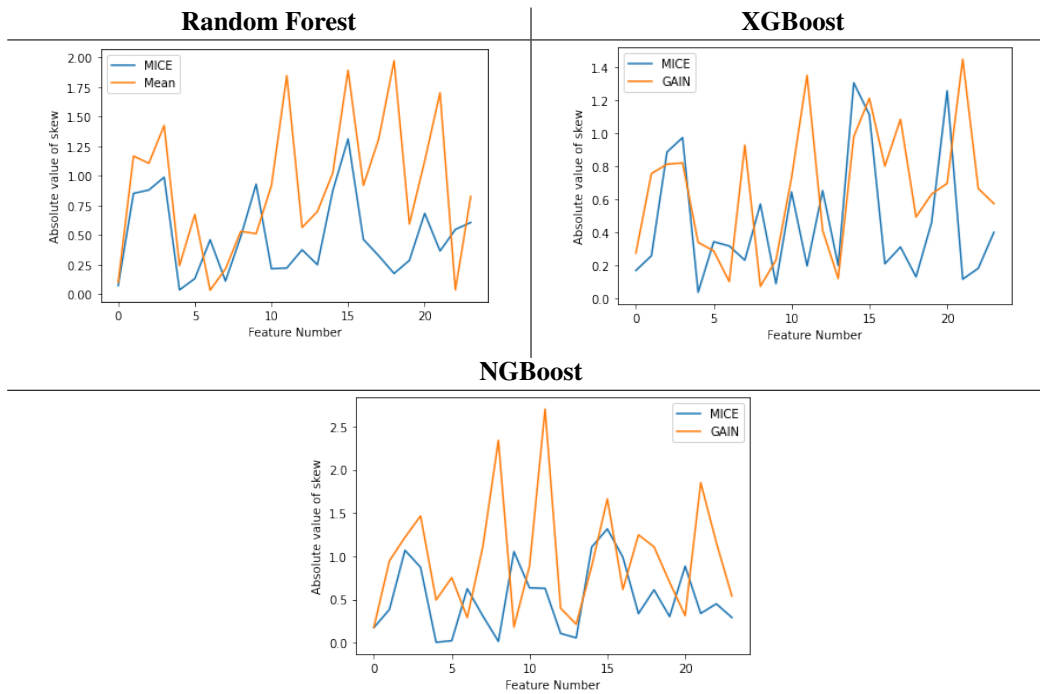 Random Forest
XGBoost
MICE
Mean
Absolute value of skew
2.00
1.75
1.50
1.25
1.00
0.75
0.50
0.25
0.00
0 5 10 15 20
Feature Number
MICE
GAIN
Absolute value of skew
1.4
1.2
1.0
0.8
0.6
0.4
0.2
0.0
0 5 10 15 20
Feature Number
NGBoost
MICE
GAIN
Absolute value of skew
2.5
2.0
1.5
1.0
0.5
0.0
0 5 10 15 20
Feature Number